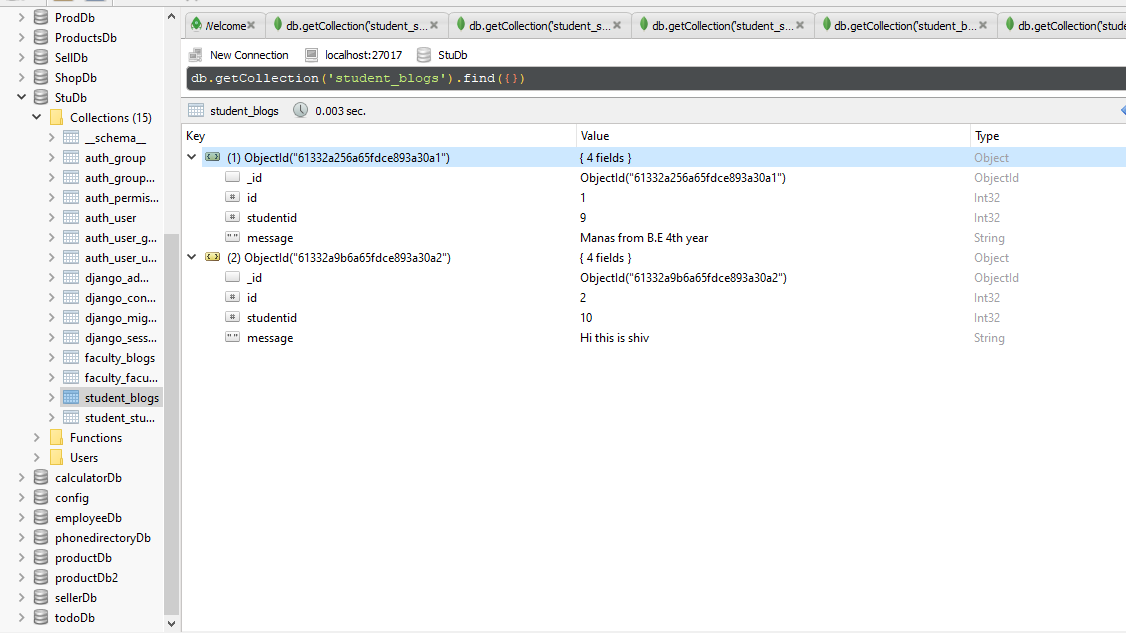 ProdDb
ProductsDb
SellDb
ShopDb
StuDb
Collections (15)
__schema__
auth_group
auth_group...
auth_permis...
auth_user
auth_user_g...
auth_user_u...
django_ad...
django_con...
django_mig...
django_sess...
faculty_blogs
faculty_facu...
student_blogs
student_stu...
Functions
Users
calculatorDb
config
employeeDb
phonedirectoryDb
productDb
productDb2
sellerDb
todoDb
Welcome
db.getCollection('student_s...
db.getCollection('student_s...
db.getCollection('student_s...
db.getCollection('student_b...
db.getCollection('stude
New Connection localhost:27017 StuDb
db.getCollection('student_blogs').find({})
student_blogs 0.003 sec.
Key Value Type
(1) ObjectId("61332a256a65fdce893a30a1") { 4 fields } Object
_id ObjectId("61332a256a65fdce893a30a1") ObjectId
# id 1 Int32
# studentid 9 Int32
"" message Manas from B.E 4th year String
(2) ObjectId("61332a9b6a65fdce893a30a2") { 4 fields } Object
_id ObjectId("61332a9b6a65fdce893a30a2") ObjectId
# id 2 Int32
# studentid 10 Int32
"" message Hi this is shiv String